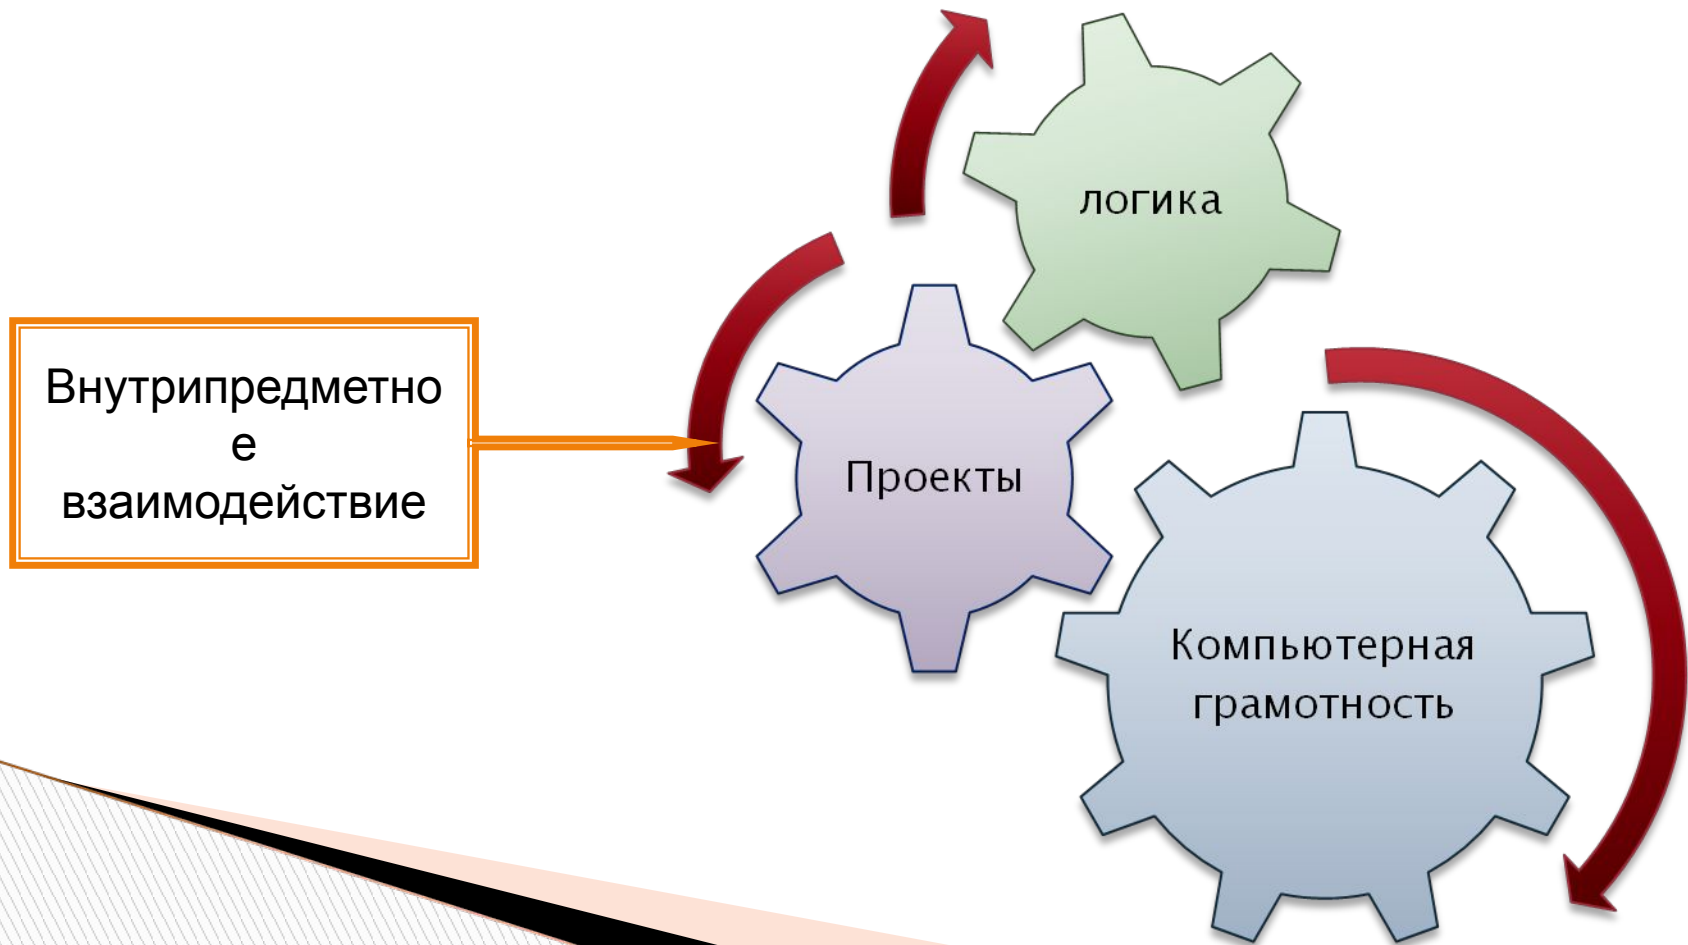 логика
Внутрипредметно
е
взаимодействие
Проекты
Компьютерная
грамотность